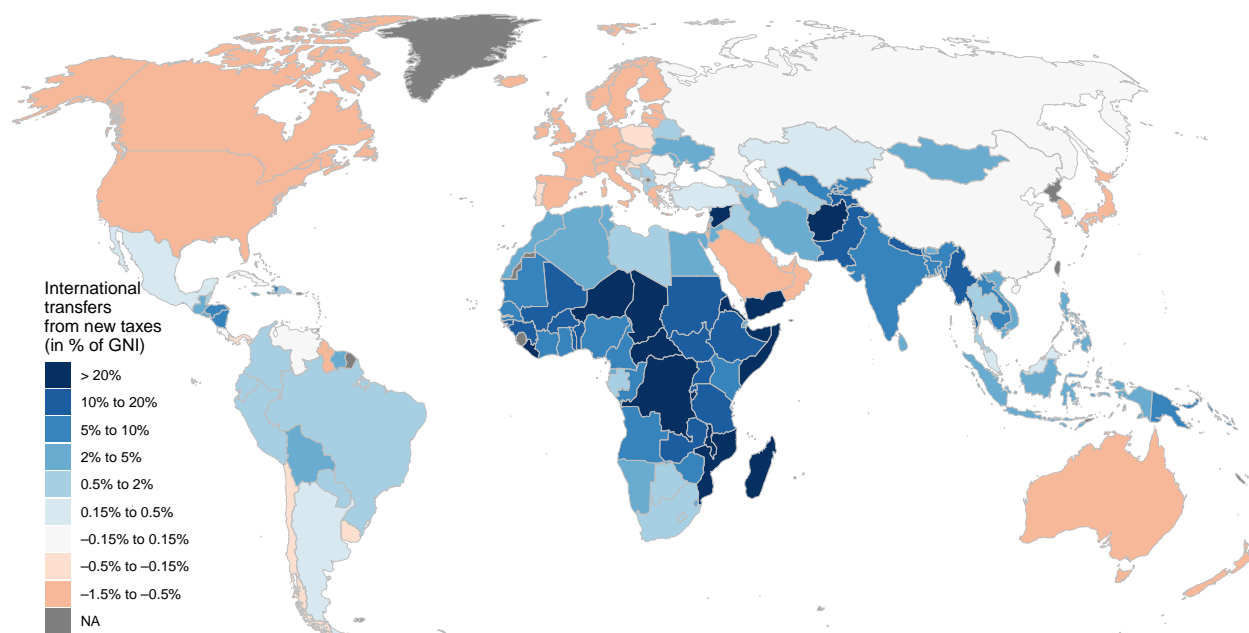 International
transfers
from new taxes
(in % of GNI)
> 20%
10% to 20%
5% to 10%
2% to 5%
0.5% to 2%
0.15% to 0.5%
−0.15% to 0.15%
−0.5% to −0.15%
−1.5% to −0.5%
NA